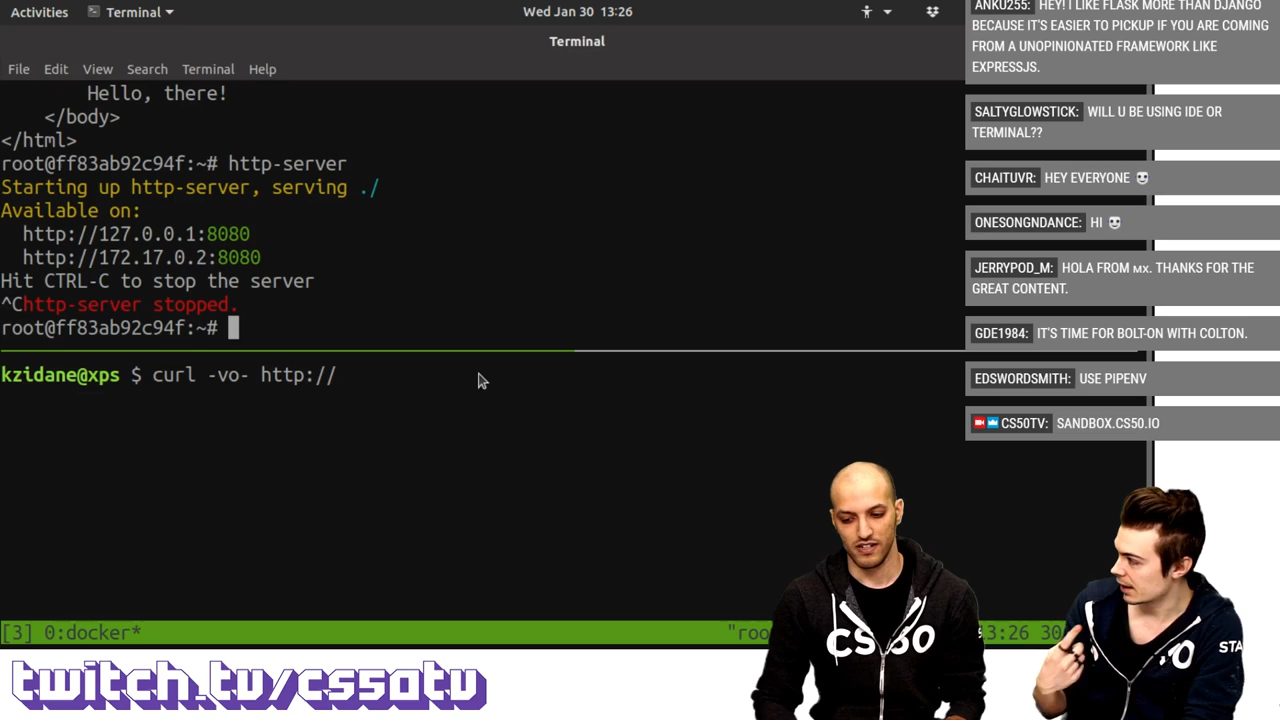 Activities
Terminal
Wed Jan 30 13:26
Terminal
File Edit View Search Terminal Help
Hello, there!
</body>
</html>
root@ff83ab92c94f:~# http-server
Starting up http-server, serving ./
Available on:
http://127.0.0.1:8080
http://172.17.0.2:8080
Hit CTRL-C to stop the server
^Chttp-server stopped.
root@ff83ab92c94f:~#
kzidane@xps $ curl -vo- http://
[3] 0:docker*
"roo
13:26 30
ANKU255: HEY! I LIKE FLASK MORE THAN DJANGO
BECAUSE IT'S EASIER TO PICKUP IF YOU ARE COMING
FROM A UNOPINIONATED FRAMEWORK LIKE
EXPRESSJS.
SALTYGLOWSTICK: WILL U BE USING IDE OR
TERMINAL??
CHAITUVR: HEY EVERYONE
ONESONGNDANCE: HI
JERRYPOD_M: HOLA FROM MX. THANKS FOR THE
GREAT CONTENT.
GDE1984: IT'S TIME FOR BOLT-ON WITH COLTON.
EDSWORDSMITH: USE PIPENV
CS50TV: SANDBOX.CS50.IO
CS50
STA
twitch.tv/cs50tv